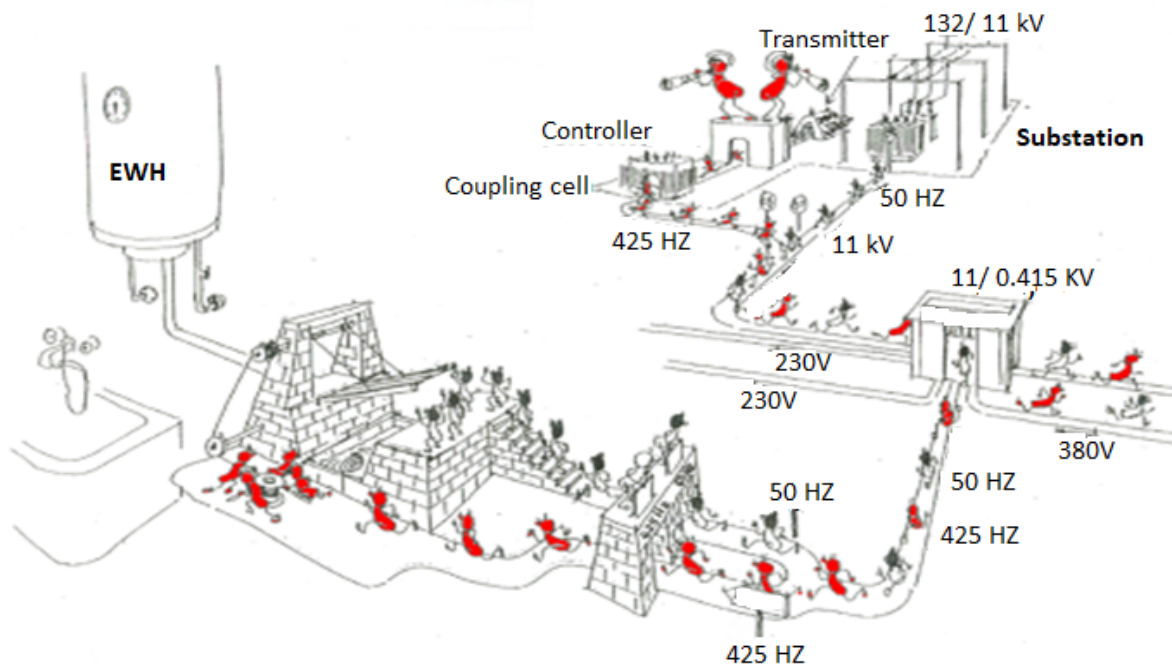 132/ 11 kV
Transmitter
Controller
Substation
EWH
Coupling cell
50 HZ
425 HZ
11 kV
11/ 0.415 KV
230V
230V
380V
50 HZ
50 HZ
425 HZ
425 HZ